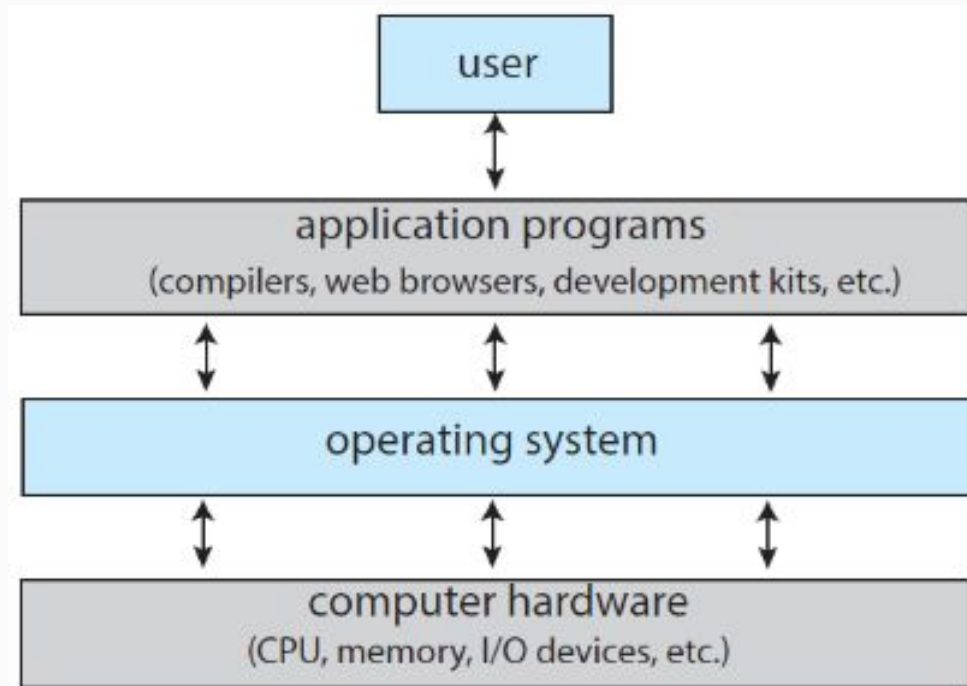 user
application programs
(compilers, web browsers, development kits, etc.)
operating system
computer hardware
(CPU, memory, I/O devices, etc.)